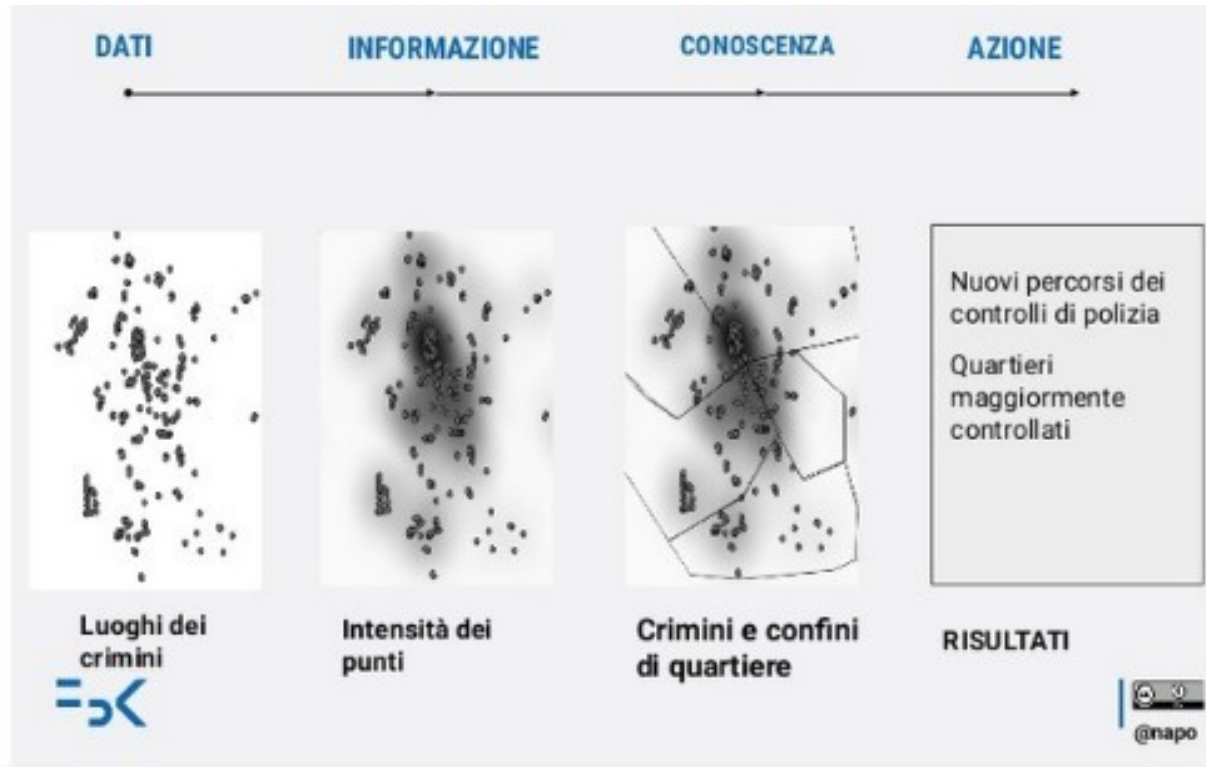 DATI
INFORMAZIONE
CONOSCENZA
AZIONE
Nuovi percorsi dei
controlli di polizia
Quartieri
maggiormente
controllati
Luoghi dei
crimini
Intensità dei
punti
Crimini e confini
di quartiere
RISULTATI
FBK
@napo